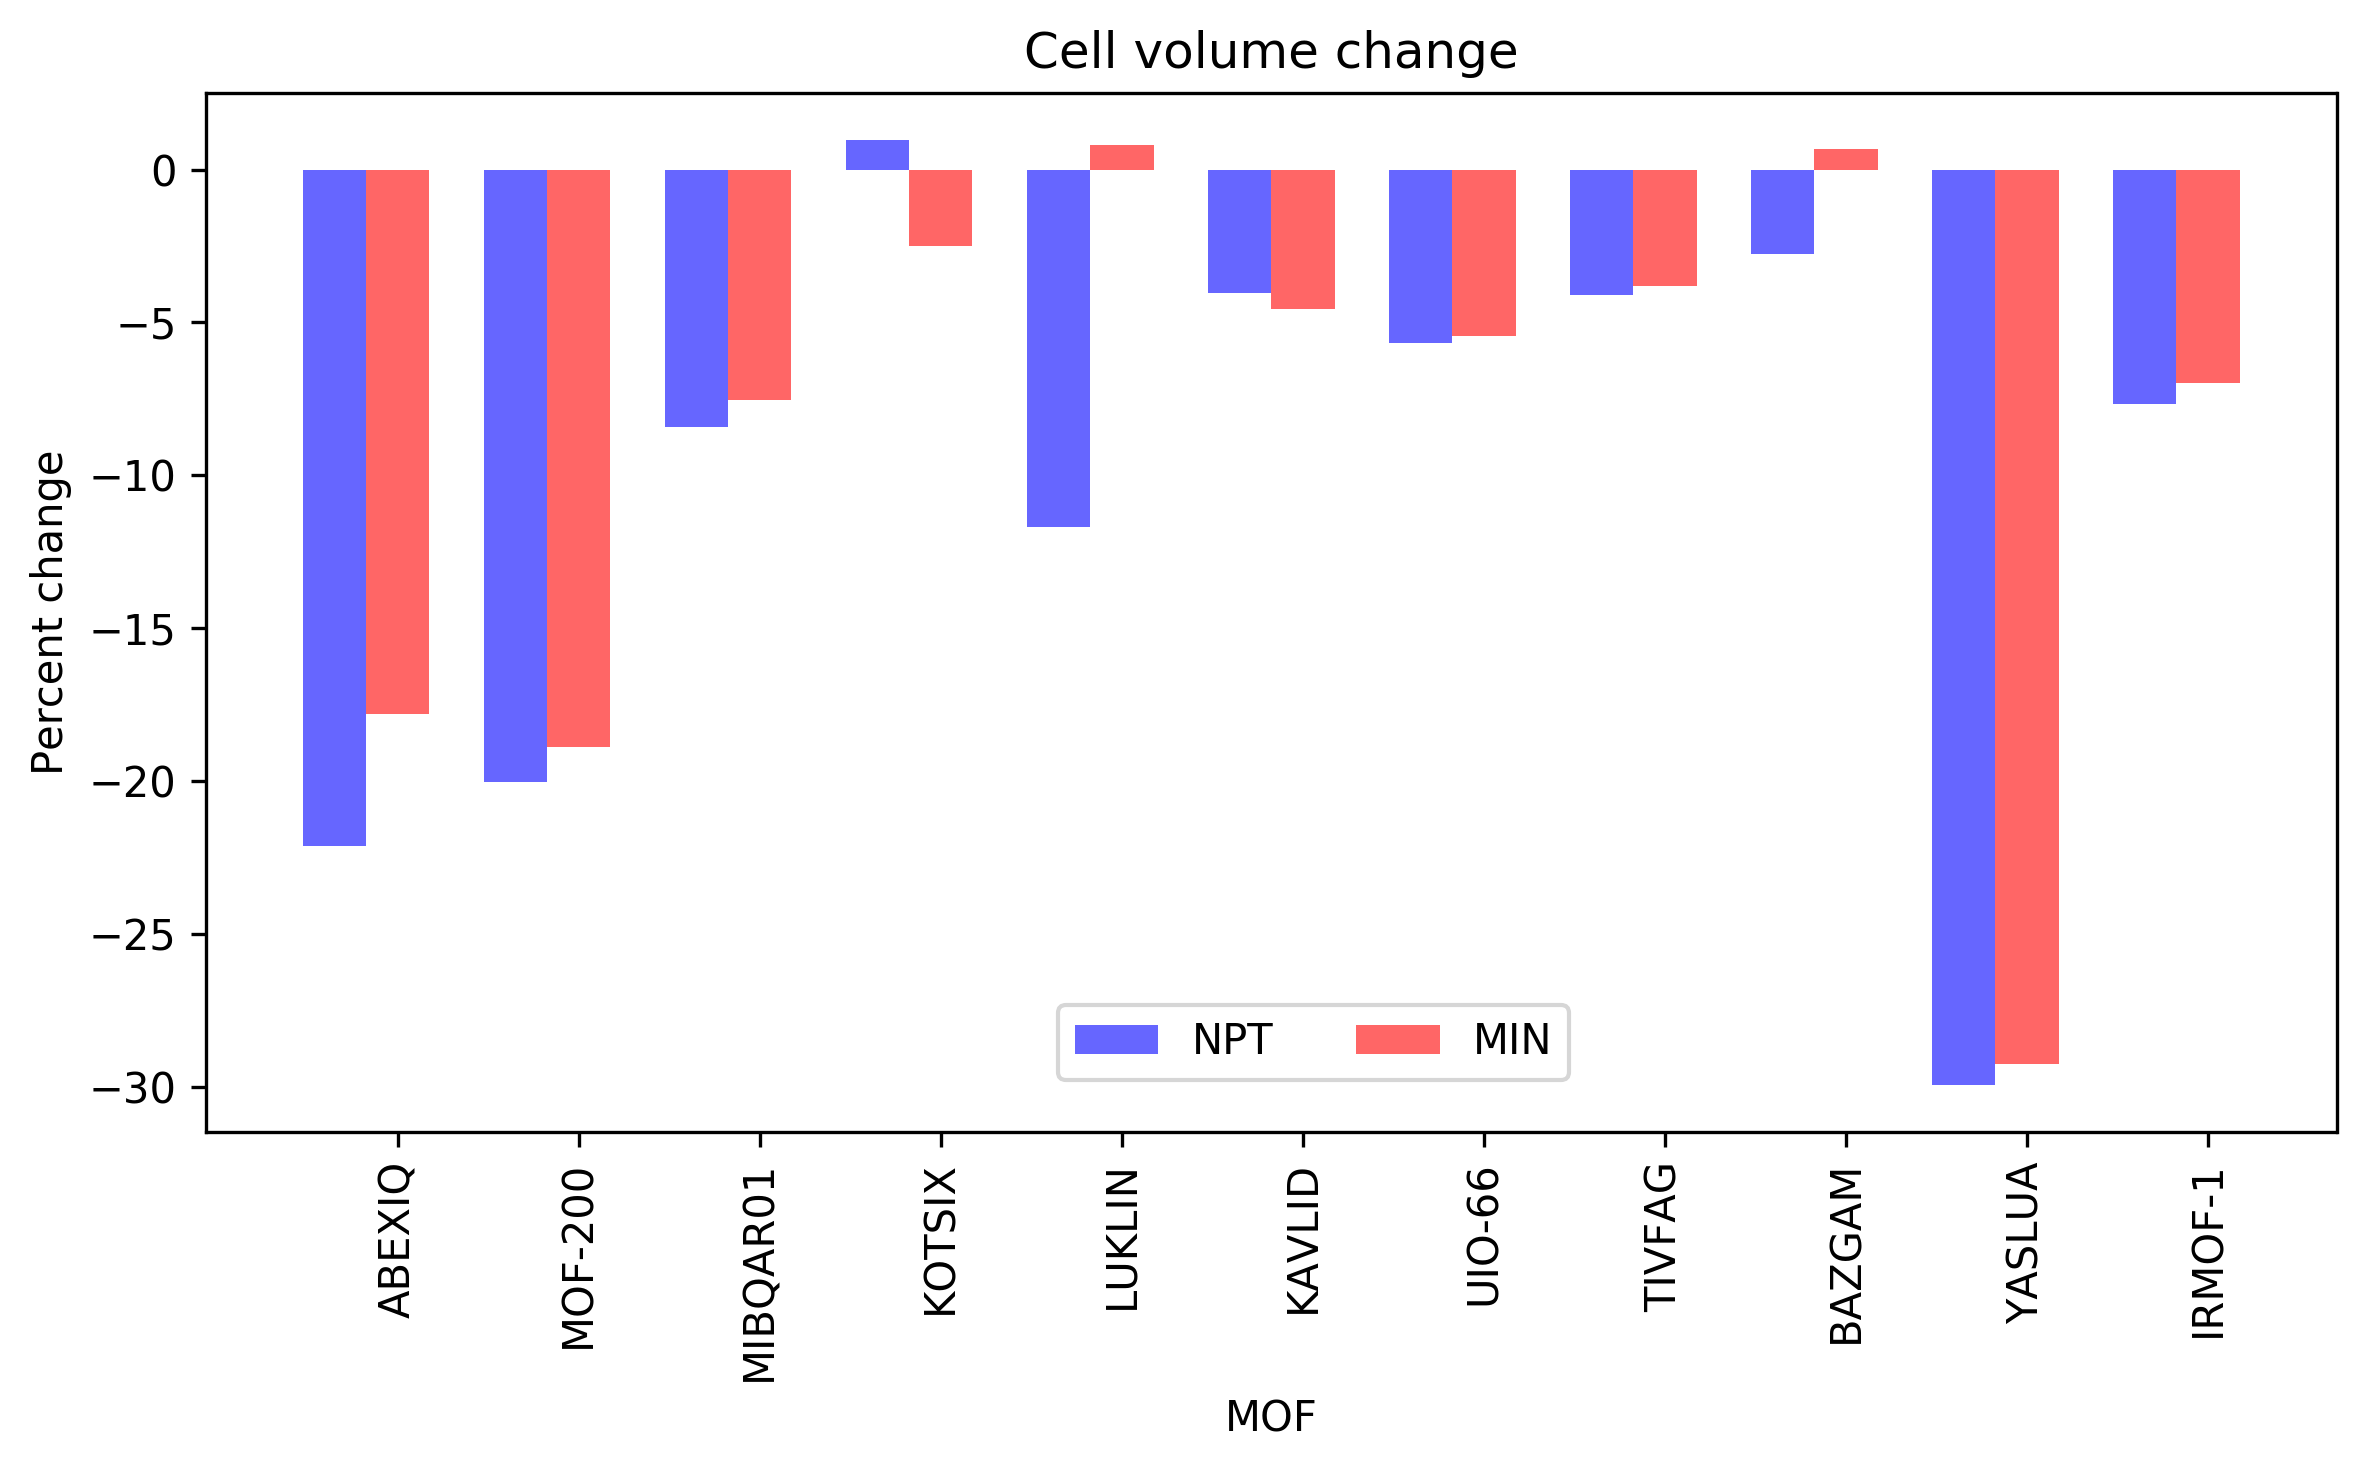 Cell volume change
Percent change
0
−5
−10
−15
−20
−25
−30
NPT
MIN
ABEXIQ
MOF-200
MIBQAR01
KOTSIX
LUKLIN
KAVLID
UIO-66
TIVFAG
BAZGAM
YASLUA
IRMOF-1
MOF